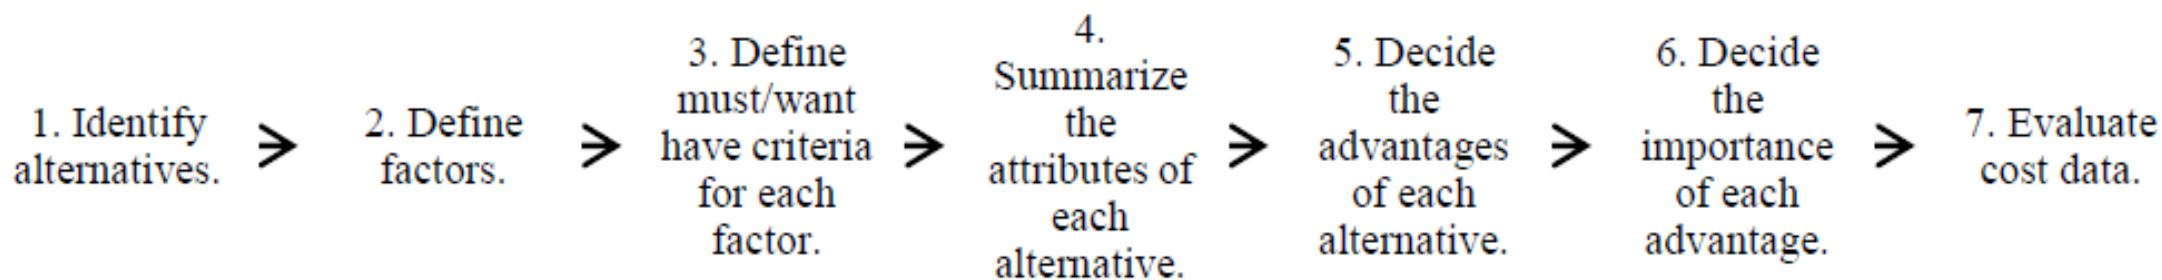 1. Identify
alternatives.
2. Define
factors.
3. Define
must/want
have criteria
for each
factor.
4.
Summarize
the
attributes of
each
alternative.
5. Decide
the
advantages
of each
alternative.
6. Decide
the
importance
of each
advantage.
7. Evaluate
cost data.